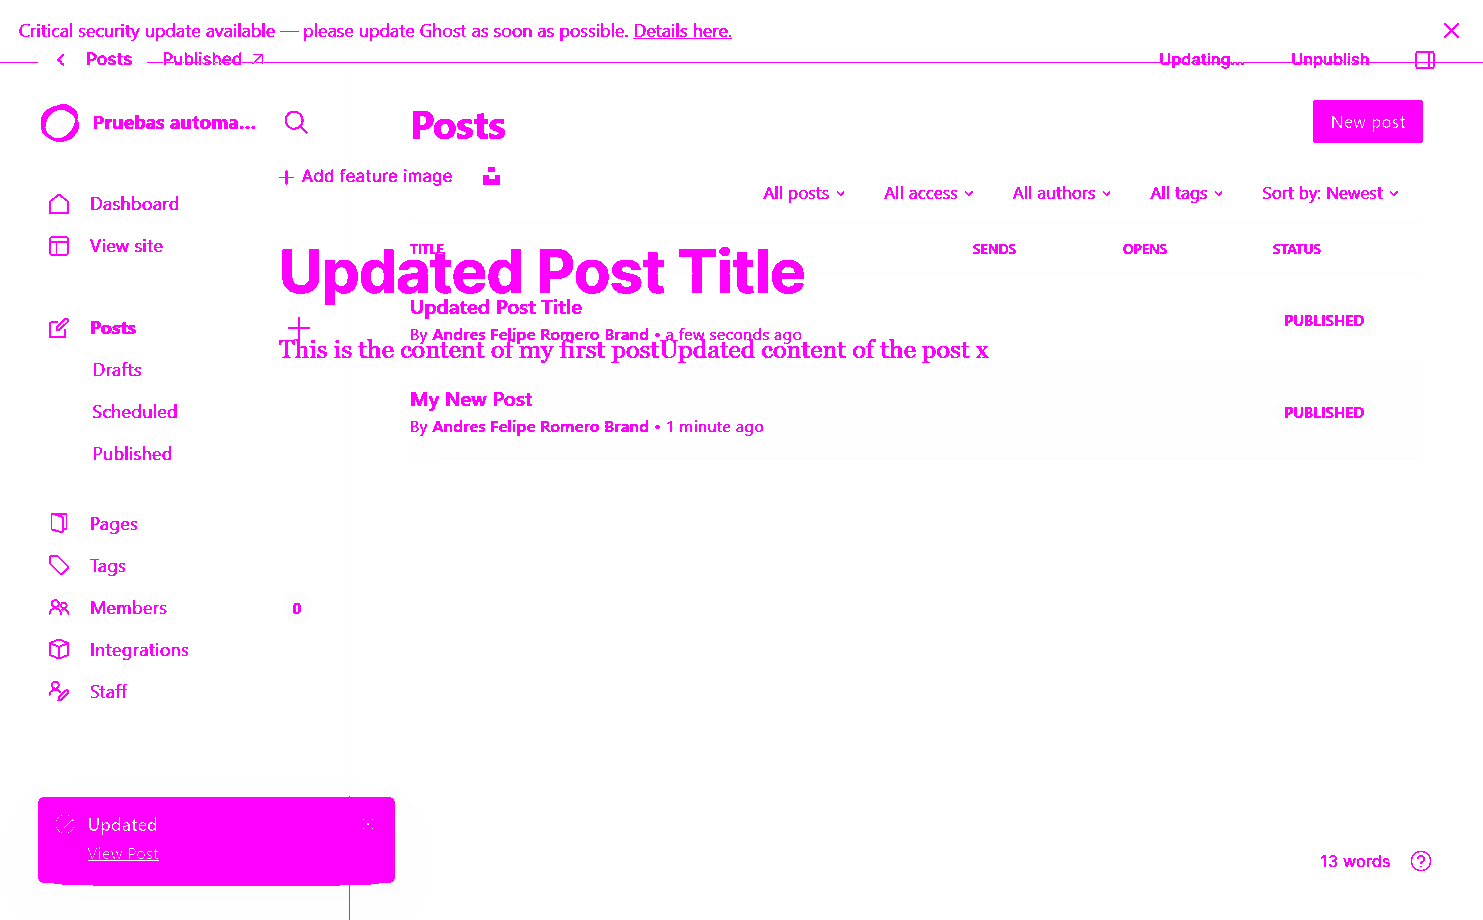 Critical security update available — please update Ghost as soon as possible. Details here.
Posts Published Updating... Unpublish
Pruebas automa... Posts New post
+ Add feature image
All posts All access All authors All tags Sort by: Newest
Dashboard
View site
TITLE SENDS OPENS STATUS
Updated Post Title
Updated Post Title PUBLISHED
Posts
By Andres Felipe Romero Brand • a few seconds ago
This is the content of my first postUpdated content of the post x
Drafts
My New Post PUBLISHED
Scheduled
By Andres Felipe Romero Brand • 1 minute ago
Published
Pages
Tags
Members 0
Integrations
Staff
Updated
View Post
13 words